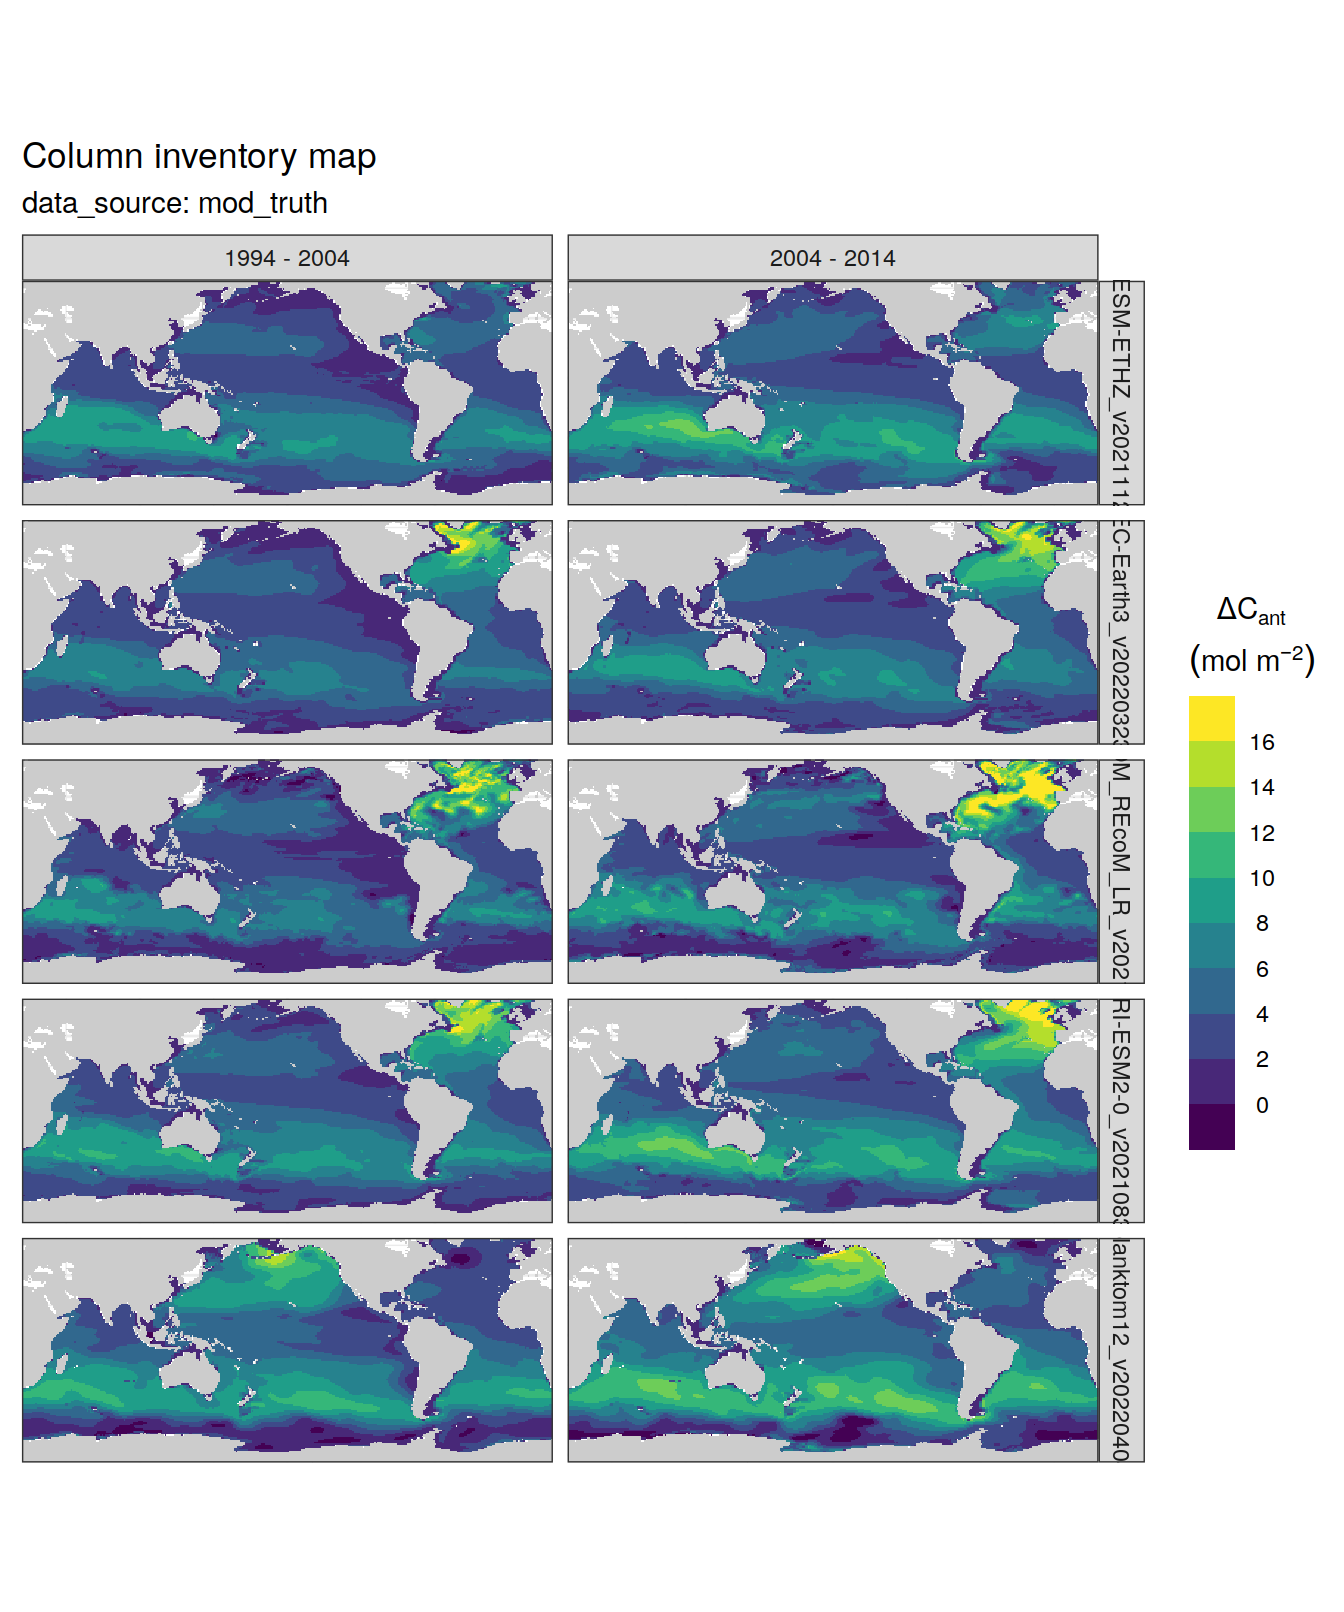 Column inventory map
data_source: mod_truth
1994 - 2004
2004 - 2014
ESM-ETHZ_v202111
EC-Earth3_v2022032
M_REcoM_LR_v202
RI-ESM2-0_v202108
lanktom12_v2022040
ΔCant
(mol m−2)
16
14
12
10
8
6
4
2
0